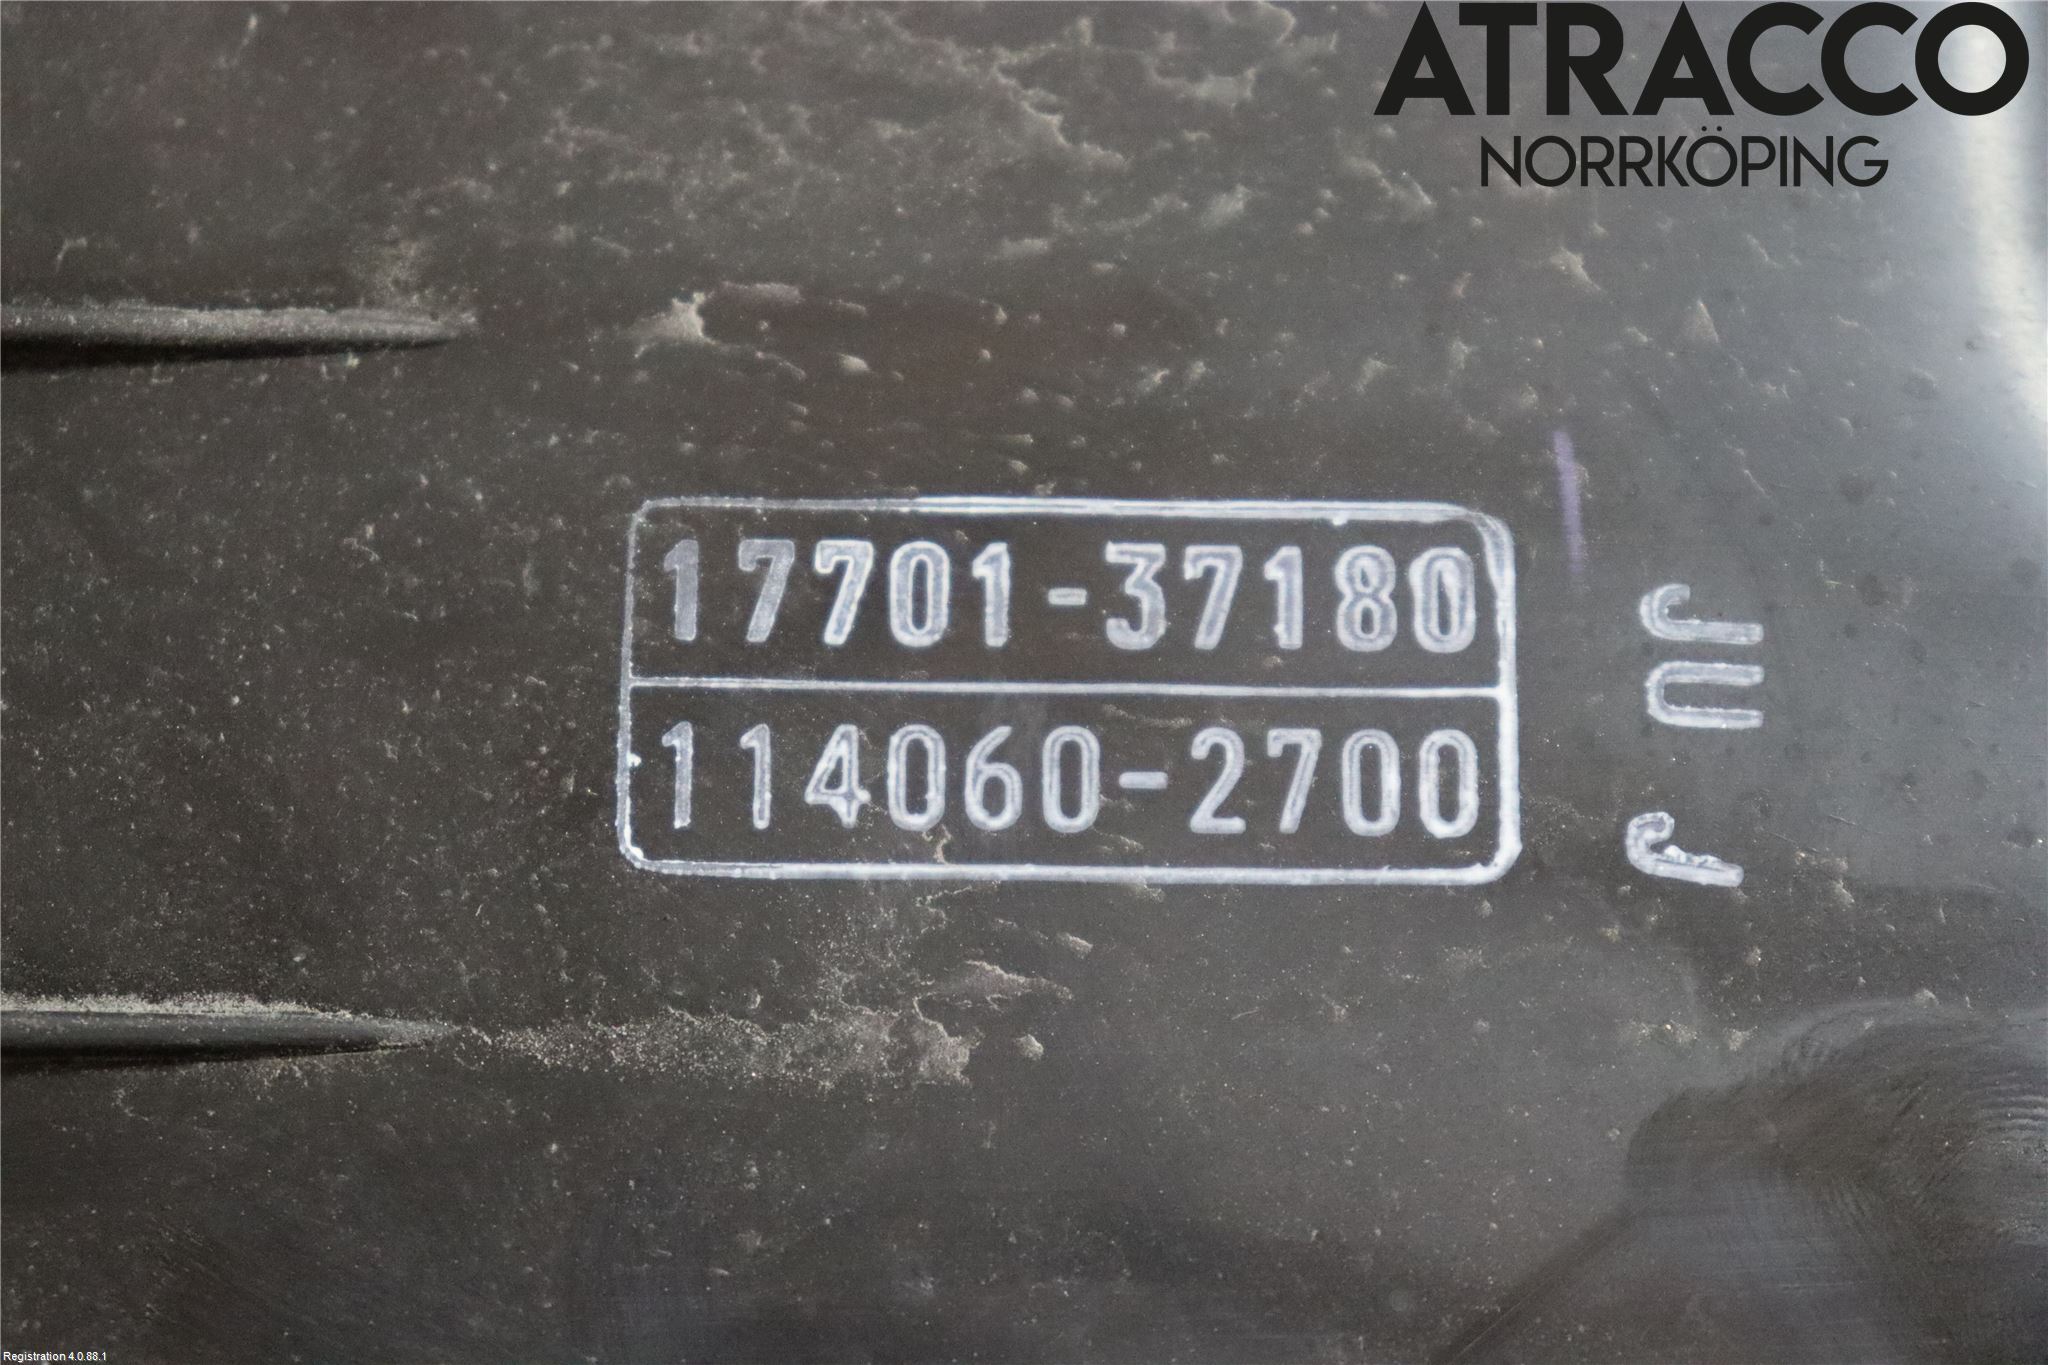 ATRACCO
NORRKÖPING
17701-37180
114060-2700
Registration 4.0.88.1